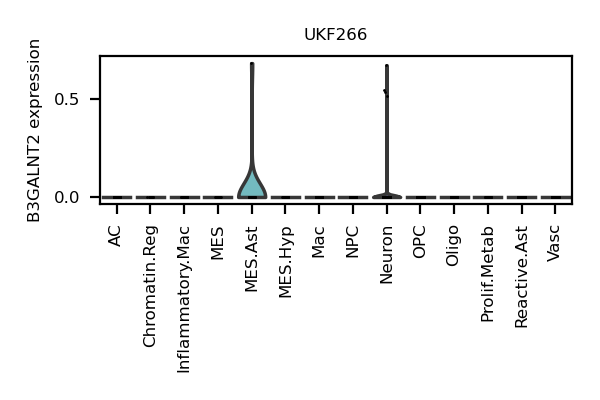 UKF266
B3GALNT2 expression
0.5
0.0
AC
Chromatin.Reg
Inflammatory.Mac
MES
MES.Ast
MES.Hyp
Mac
NPC
Neuron
OPC
Oligo
Prolif.Metab
Reactive.Ast
Vasc